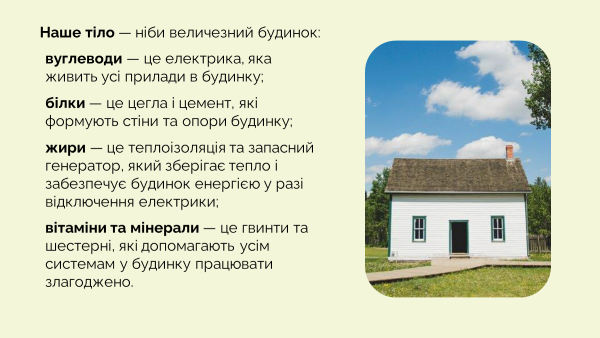 Наше тіло — ніби величезний будинок:
вуглеводи — це електрика, яка
живить усі прилади в будинку;
білки — це цегла і цемент, які
формують стіни та опори будинку;
жири — це теплоізоляція та запасний
генератор, який зберігає тепло і
забезпечує будинок енергією у разі
відключення електрики;
вітаміни та мінерали — це гвинти та
шестерні, які допомагають усім
системам у будинку працювати
злагоджено.